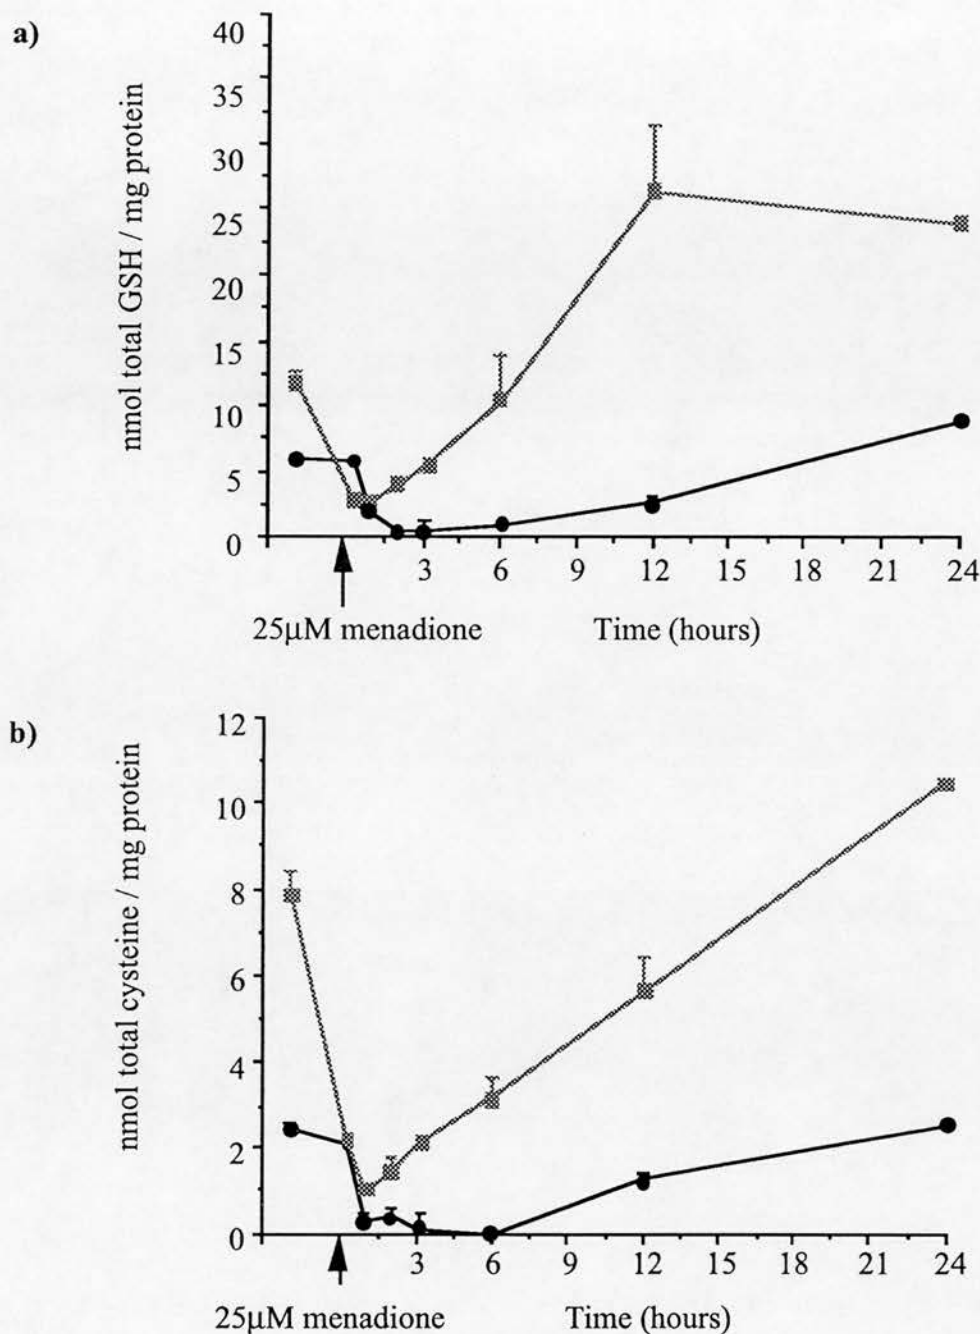 a)
nmol total GSH / mg protein
40
35
30
25
20
15
10
5
0
3 6 9 12 15 18 21 24
25μM menadione
Time (hours)
b)
nmol total cysteine / mg protein
12
10
8
6
4
2
0
3 6 9 12 15 18 21 24
25μM menadione
Time (hours)